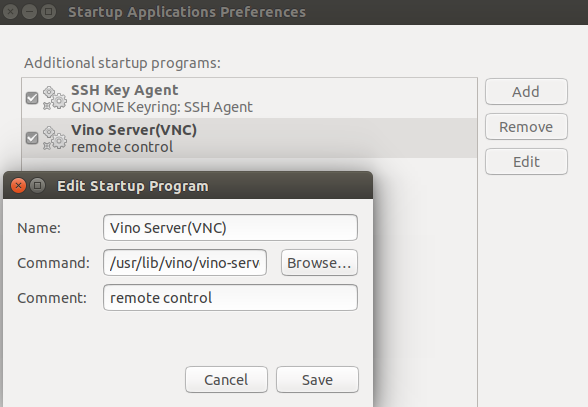 Startup Applications Preferences
Additional startup programs:
SSH Key Agent
GNOME Keyring: SSH Agent
Add
Vino Server(VNC)
remote control
Remove
Edit
Edit Startup Program
Name: Vino Server(VNC)
Command: /usr/lib/vino/vino-serv Browse...
Comment: remote control
Cancel Save